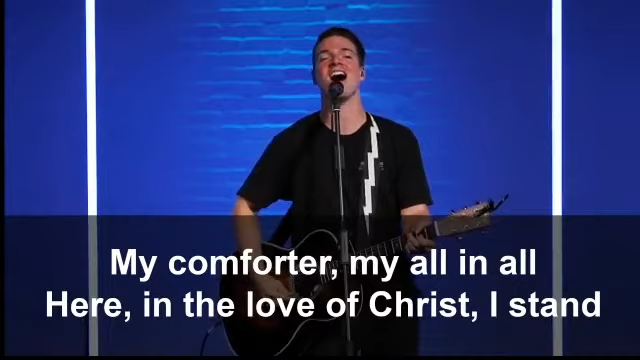 My comforter, my all in all
Here, in the love of Christ, I stand